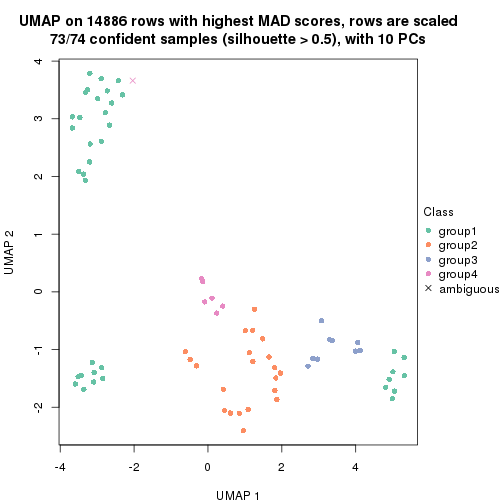 UMAP on 14886 rows with highest MAD scores, rows are scaled
73/74 confident samples (silhouette > 0.5), with 10 PCs
4
3
2
1
0
-1
-2
UMAP 2
-4
-2
0
2
4
UMAP 1
Class
group1
group2
group3
group4
ambiguous